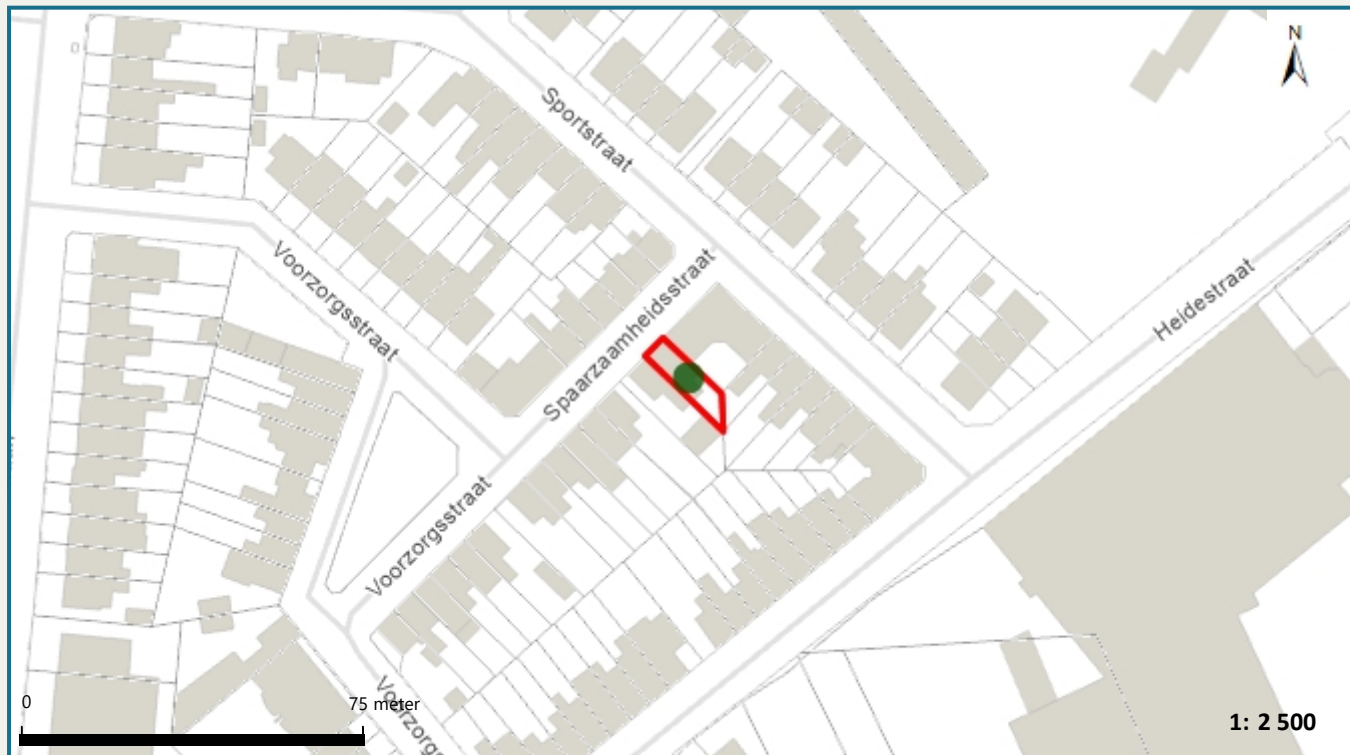 N
Sportstraat
Voorzorgsstraat
Spaarzaamheidsstraat
Heidestraat
Voorzorgsstraat
0
75 meter
1: 2 500